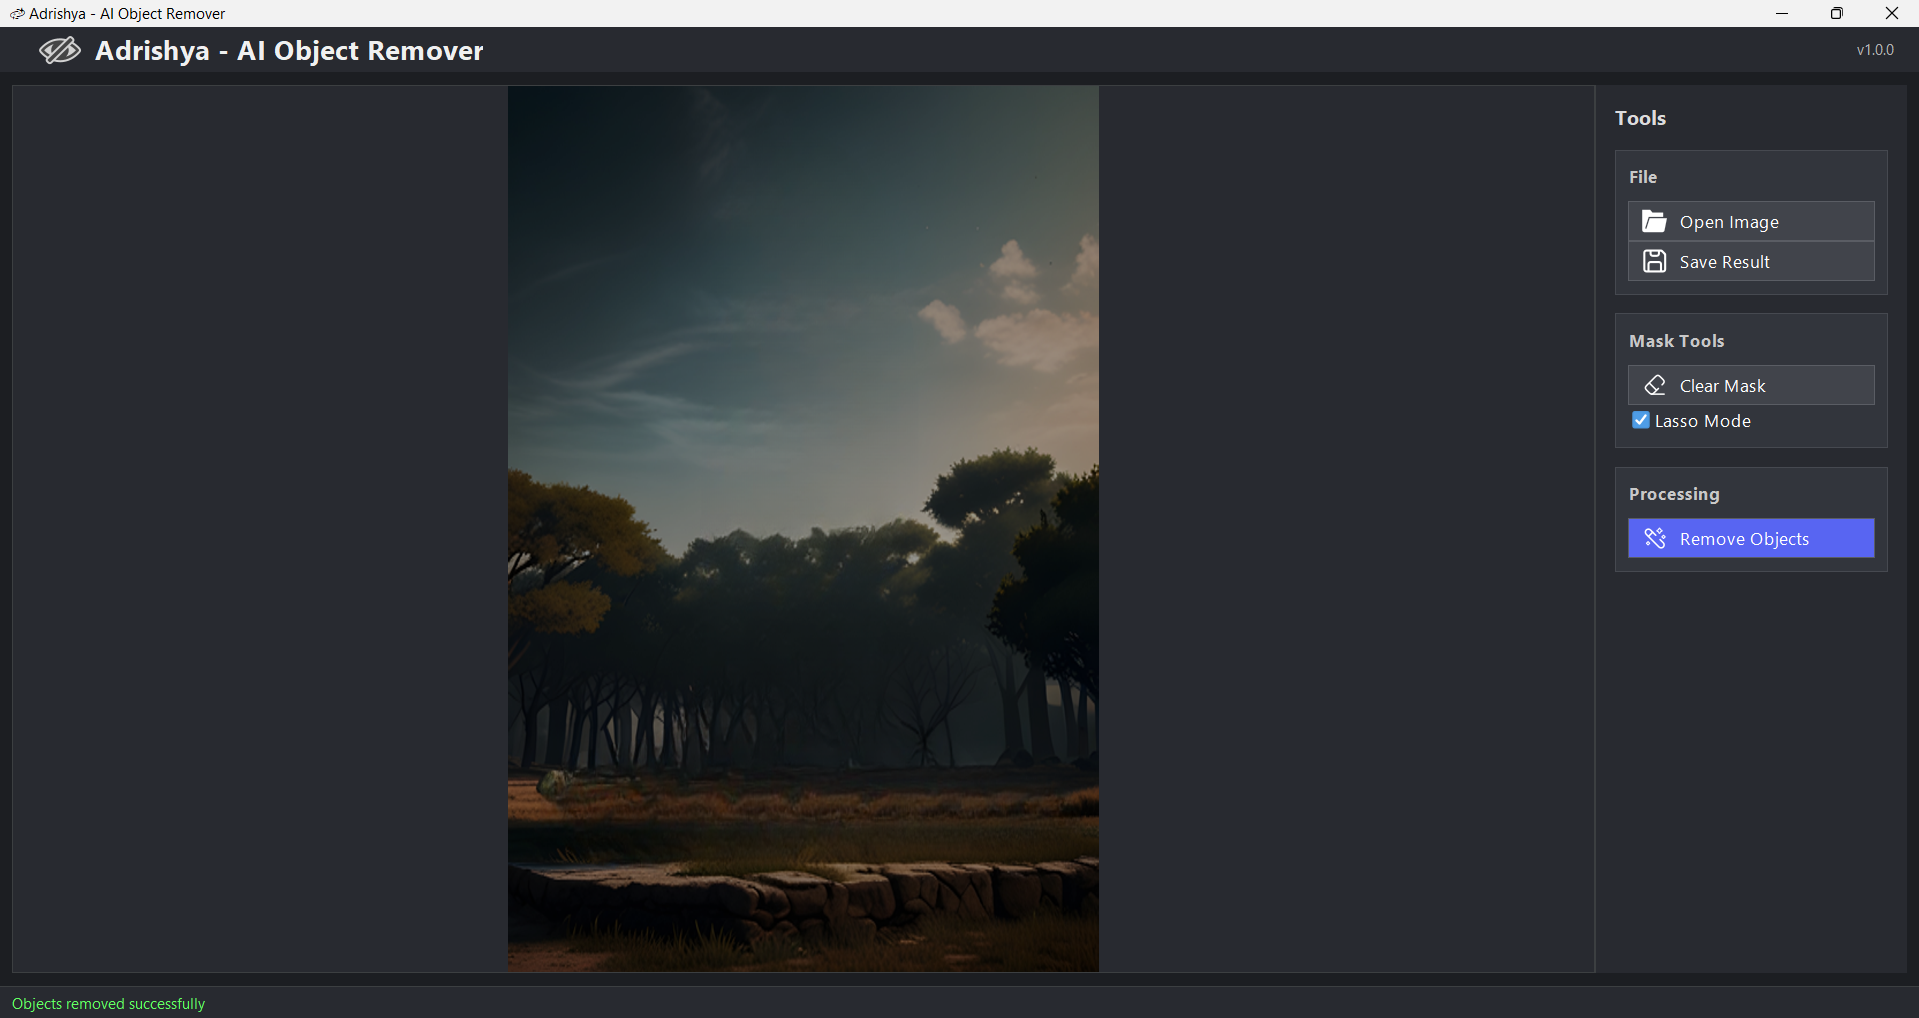 Adrishya - AI Object Remover
Adrishya - AI Object Remover
v1.0.0
Tools
File
Open Image
Save Result
Mask Tools
Clear Mask
Lasso Mode
Processing
Remove Objects
Objects removed successfully